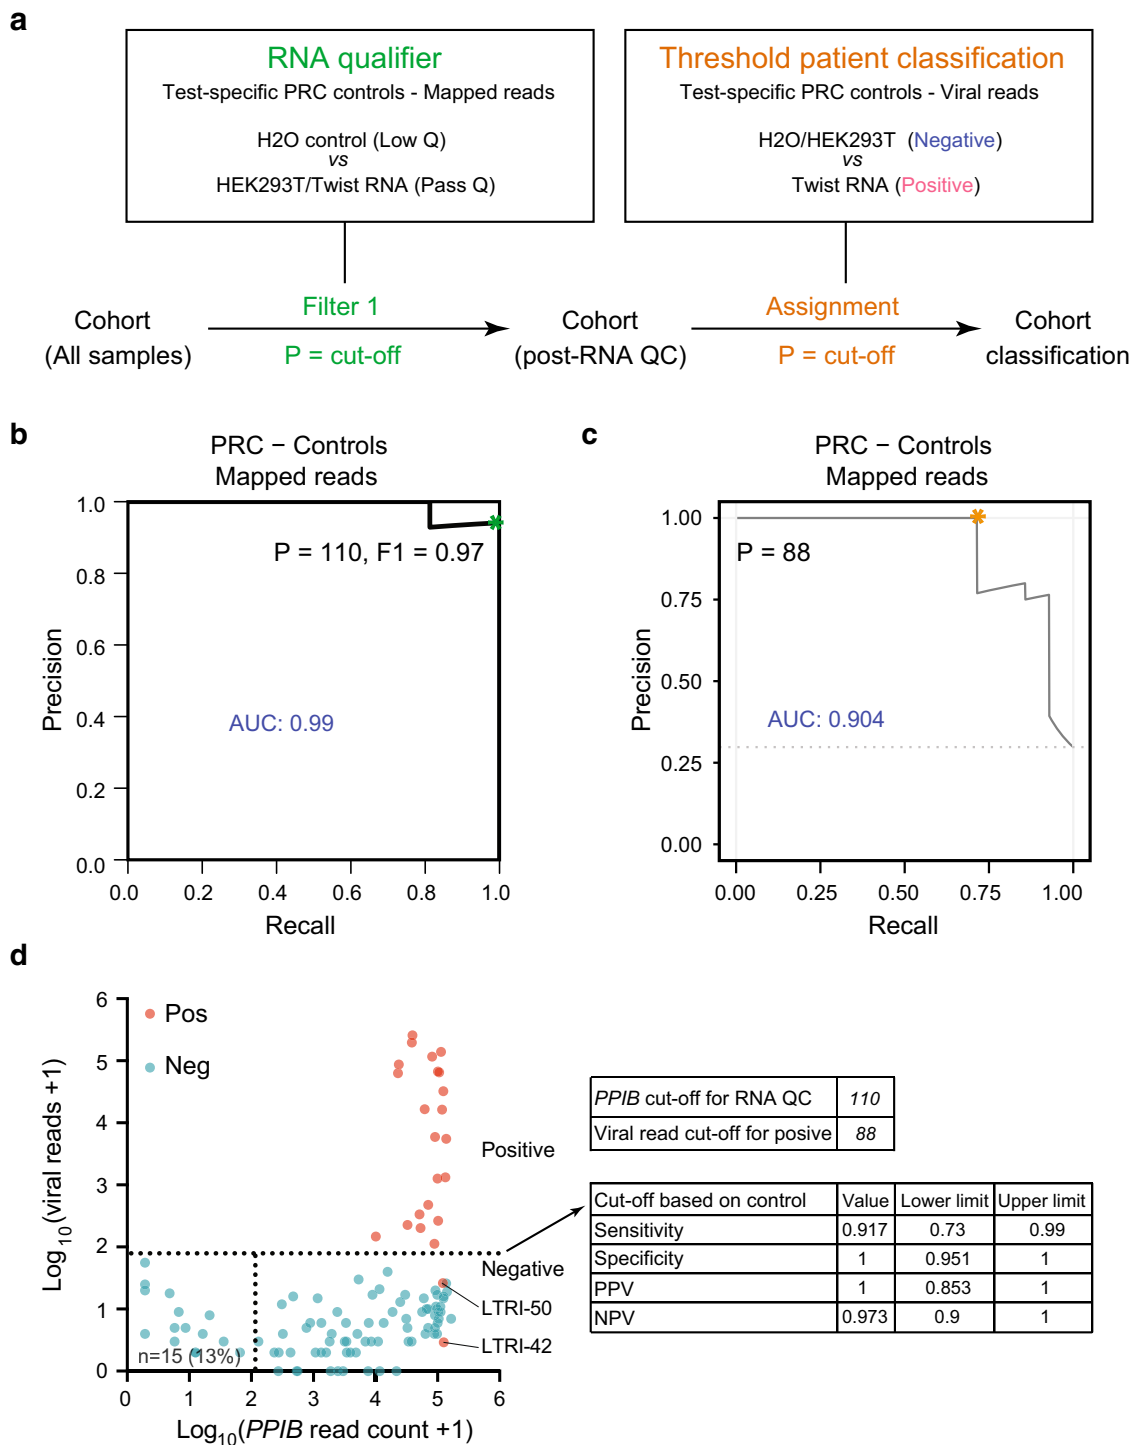 a
RNA qualifier
Test-specific PRC controls - Mapped reads
H2O control (Low Q)
vs
HEK293T/Twist RNA (Pass Q)
Threshold patient classification
Test-specific PRC controls - Viral reads
H2O/HEK293T (Negative)
vs
Twist RNA (Positive)
Cohort
(All samples)
Filter 1
P = cut-off
Cohort
(post-RNA QC)
Assignment
P = cut-off
Cohort
classification
b
PRC − Controls
Mapped reads
Precision
1.0
0.8
0.6
0.4
0.2
0.0
P = 110, F1 = 0.97
AUC: 0.99
0.0 0.2 0.4 0.6 0.8 1.0
Recall
c
PRC − Controls
Mapped reads
Precision
1.00
0.75
0.50
0.25
0.00
P = 88
AUC: 0.904
0.00 0.25 0.50 0.75 1.00
Recall
d
Log10(viral reads +1)
6
5
4
3
2
1
0
Pos
Neg
Positive
Negative
LTRI-50
LTRI-42
n=15 (13%)
0 1 2 3 4 5 6
Log10(PPIB read count +1)
PPIB cut-off for RNA QC 110
Viral read cut-off for posive 88
Cut-off based on control Value Lower limit Upper limit
Sensitivity 0.917 0.73 0.99
Specificity 1 0.951 1
PPV 1 0.853 1
NPV 0.973 0.9 1